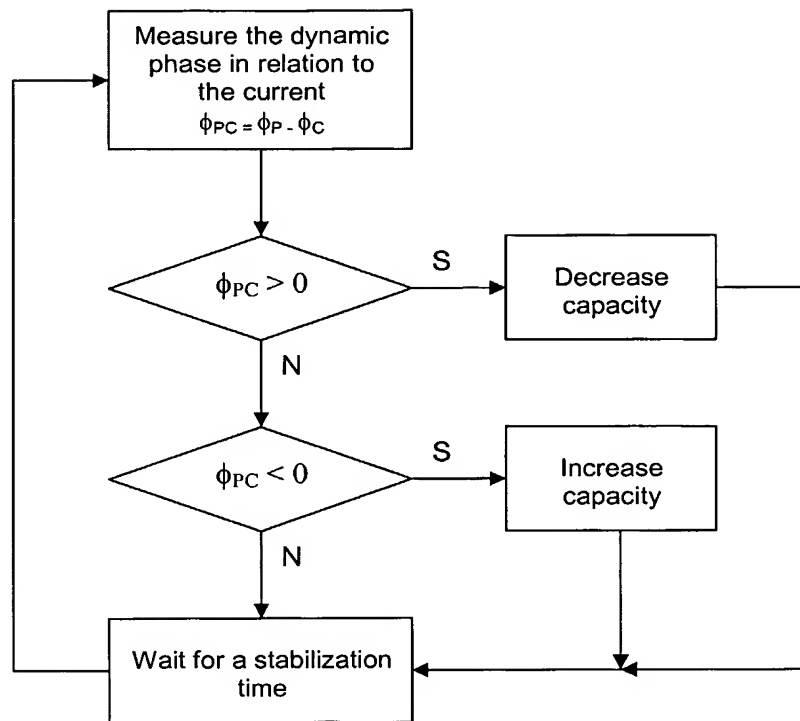 Measure the dynamic
phase in relation to
the current
ϕPC = ϕP - ϕC
ϕPC > 0
S
Decrease
capacity
N
ϕPC < 0
S
Increase
capacity
N
Wait for a stabilization
time